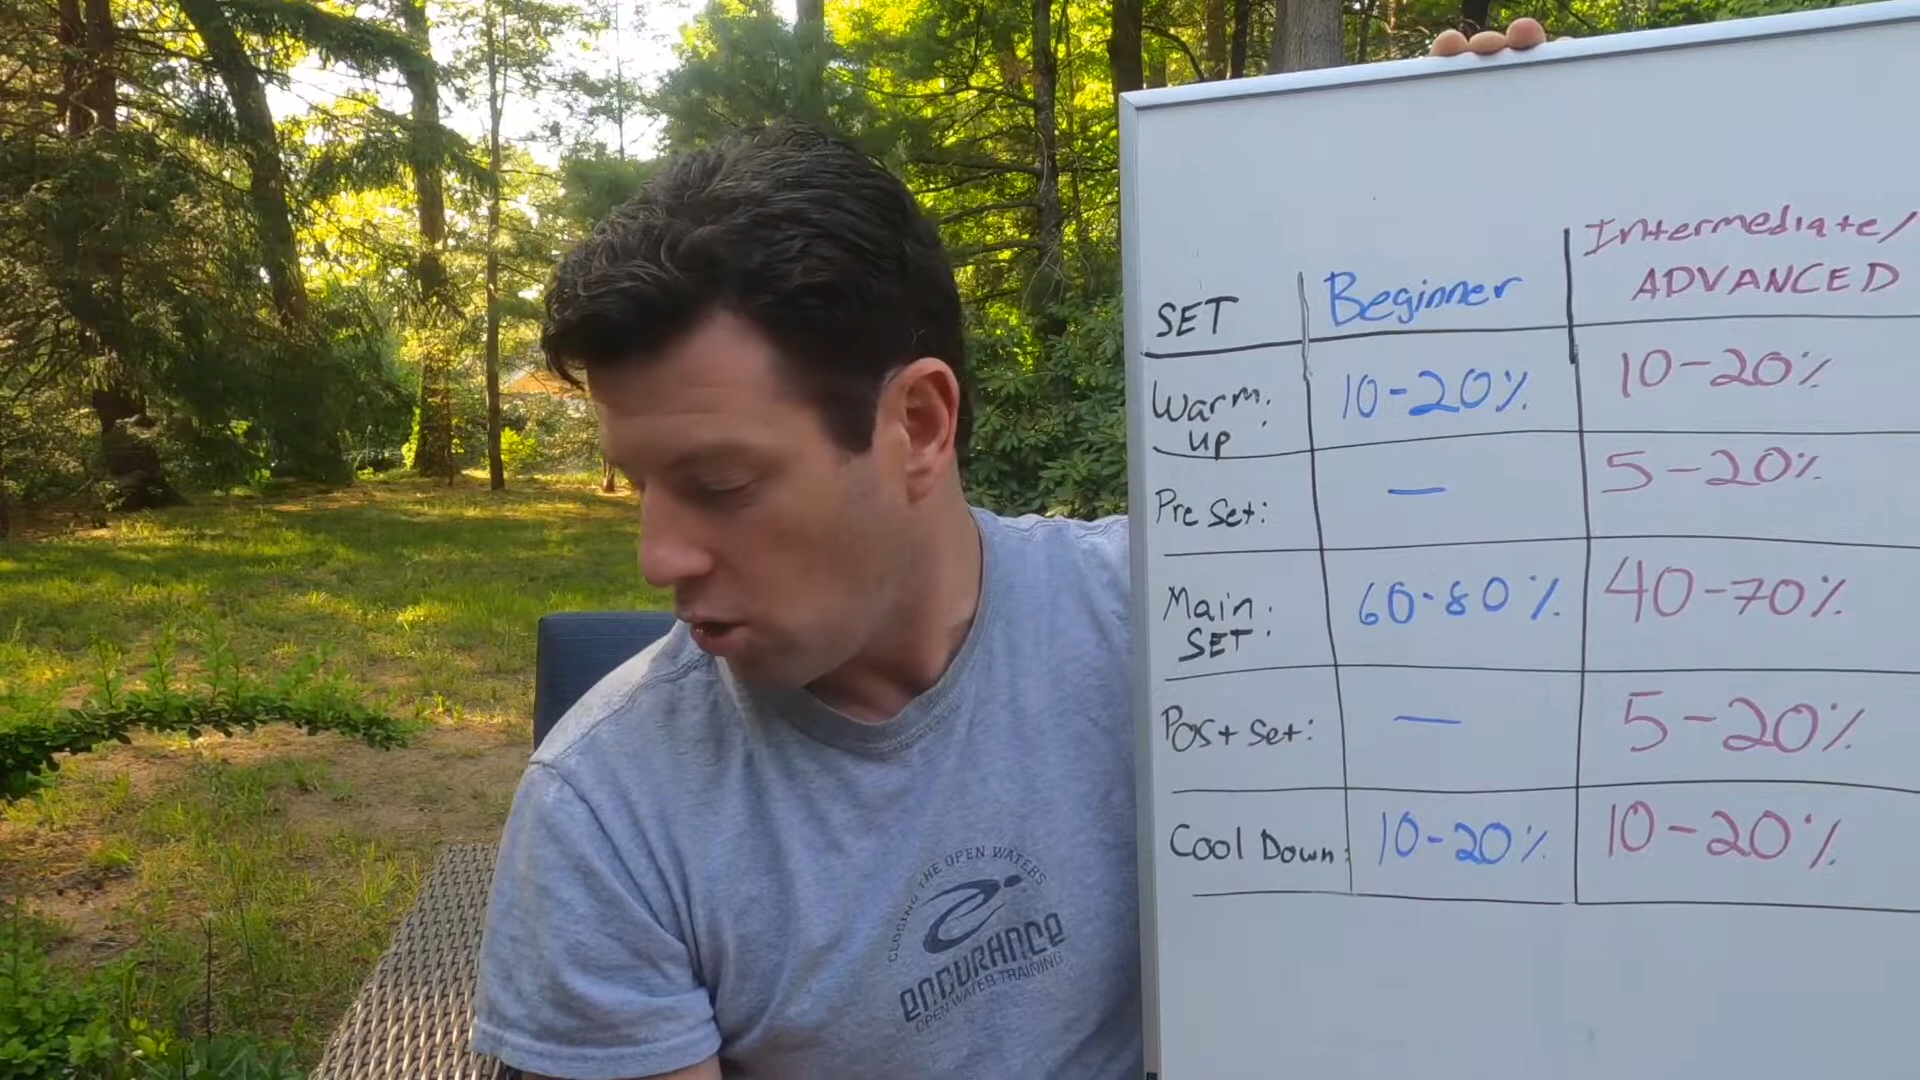 Intermediate/
SET Beginner ADVANCED
Warm: 10-20% 10-20%
up
Pre Set: — 5-20%
Main: 60-80% 40-70%
SET
Post Set: — 5-20%
Cool Down: 10-20% 10-20%
CLOSING THE OPEN WATERS
ENDURANCE
OPEN WATER TRAINING